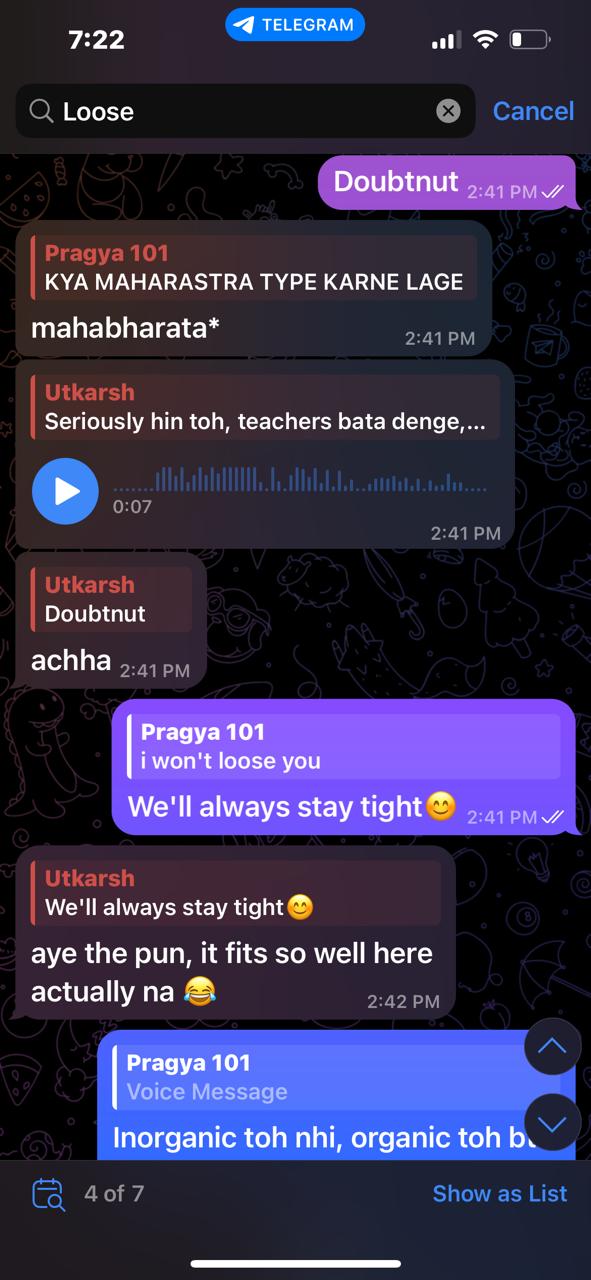 7:22
TELEGRAM
Loose
Cancel
Doubtnut 2:41 PM
Pragya 101
KYA MAHARASTRA TYPE KARNE LAGE
mahabharata*
2:41 PM
Utkarsh
Seriously hin toh, teachers bata denge,...
0:07
2:41 PM
Utkarsh
Doubtnut
achha 2:41 PM
Pragya 101
i won't loose you
We'll always stay tight😊 2:41 PM
Utkarsh
We'll always stay tight😊
aye the pun, it fits so well here
actually na 😂
2:42 PM
Pragya 101
Voice Message
Inorganic toh nhi, organic toh
4 of 7
Show as List